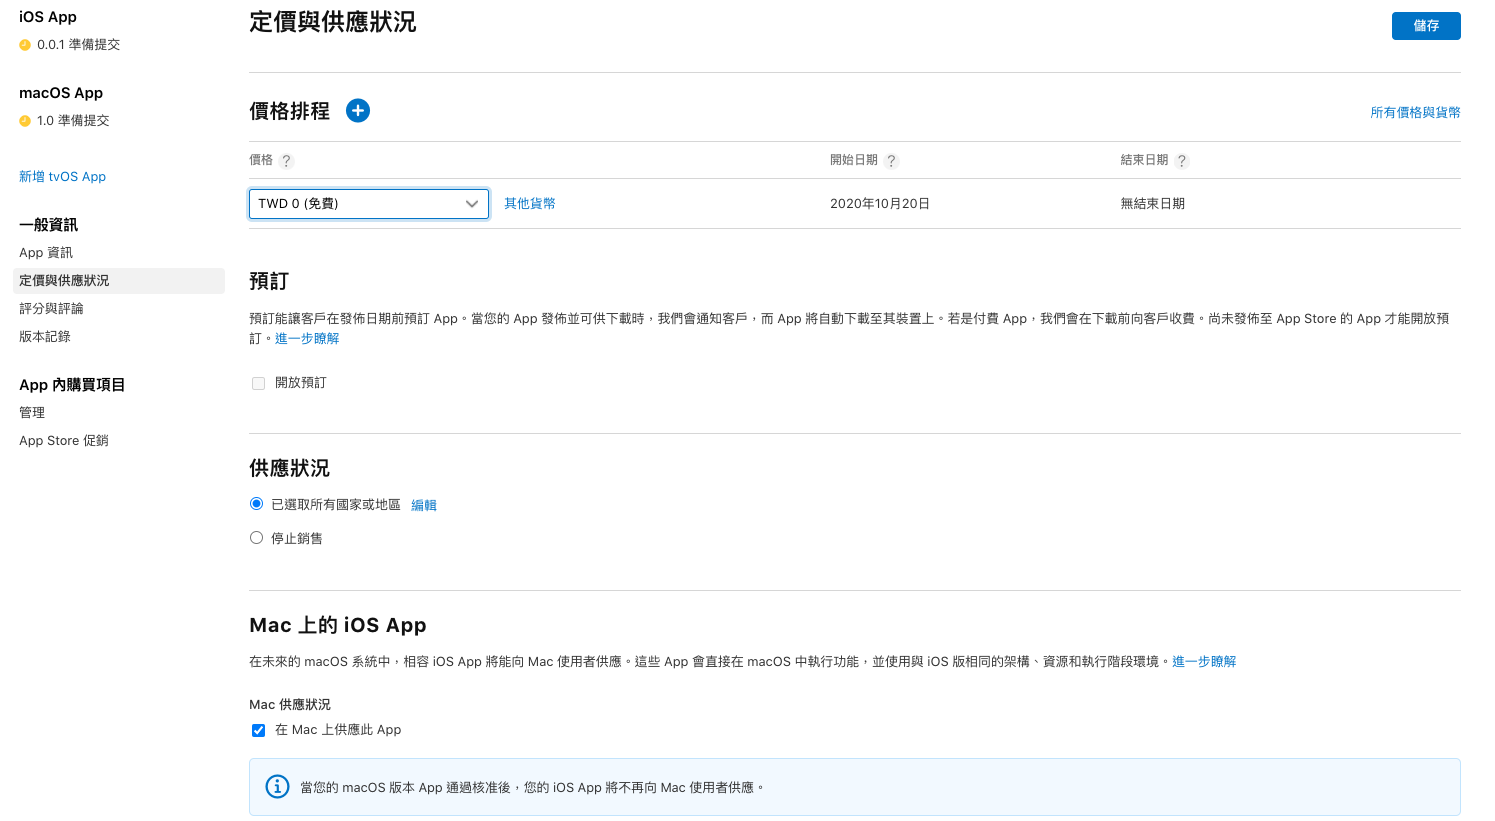 iOS App
0.0.1 準備提交
macOS App
1.0 準備提交
新增 tvOS App
一般資訊
App 資訊
定價與供應狀況
評分與評論
版本記錄
App 內購買項目
管理
App Store 促銷
定價與供應狀況
儲存
價格排程
所有價格與貨幣
價格 ?
開始日期 ?
結束日期 ?
TWD 0 (免費)
其他貨幣
2020年10月20日
無結束日期
預訂
預訂能讓客戶在發佈日期前預訂 App。當您的 App 發佈並可供下載時，我們會通知客戶，而 App 將自動下載至其裝置上。若是付費 App，我們會在下載前向客戶收費。尚未發佈至 App Store 的 App 才能開放預
訂。進一步瞭解
開放預訂
供應狀況
已選取所有國家或地區 編輯
停止銷售
Mac 上的 iOS App
在未來的 macOS 系統中，相容 iOS App 將能向 Mac 使用者供應。這些 App 會直接在 macOS 中執行功能，並使用與 iOS 版相同的架構、資源和執行階段環境。進一步瞭解
Mac 供應狀況
在 Mac 上供應此 App
當您的 macOS 版本 App 通過核准後，您的 iOS App 將不再向 Mac 使用者供應。